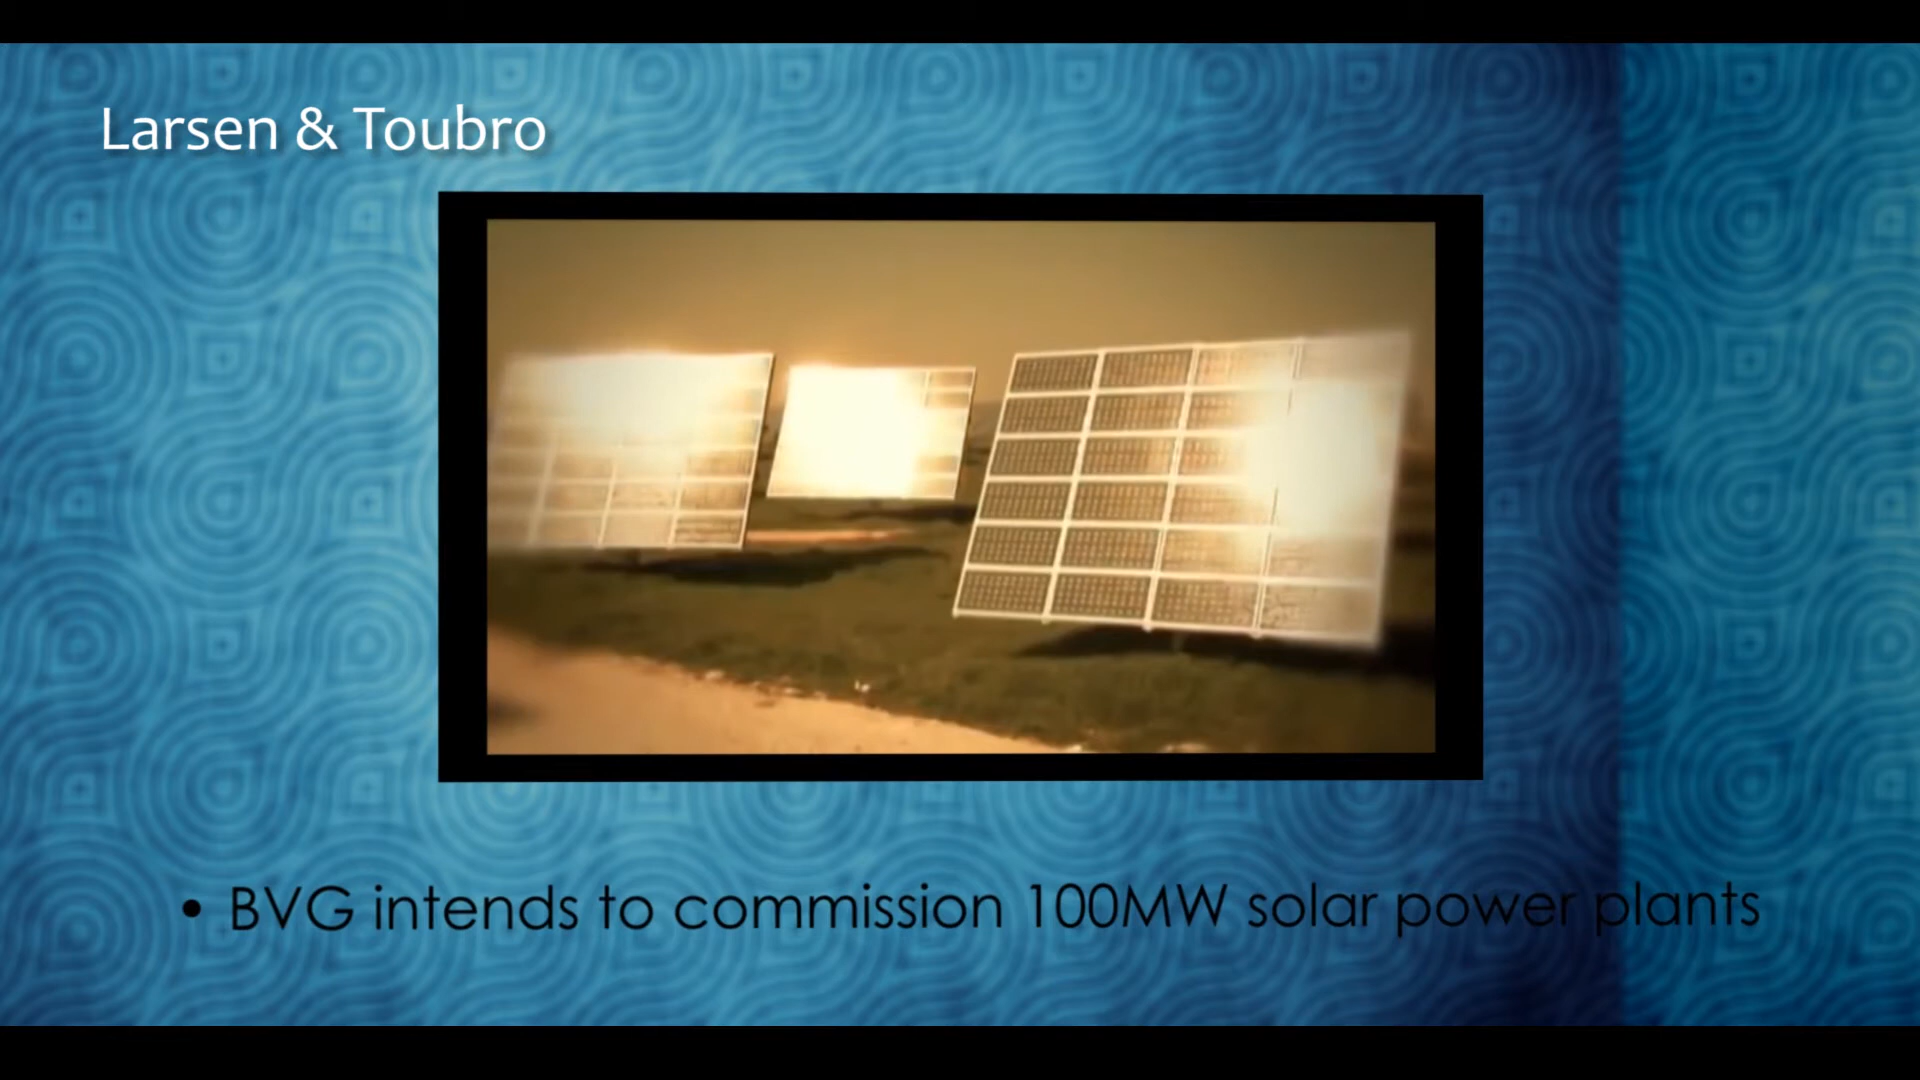 Larsen & Toubro
• BVG intends to commission 100MW solar power plants